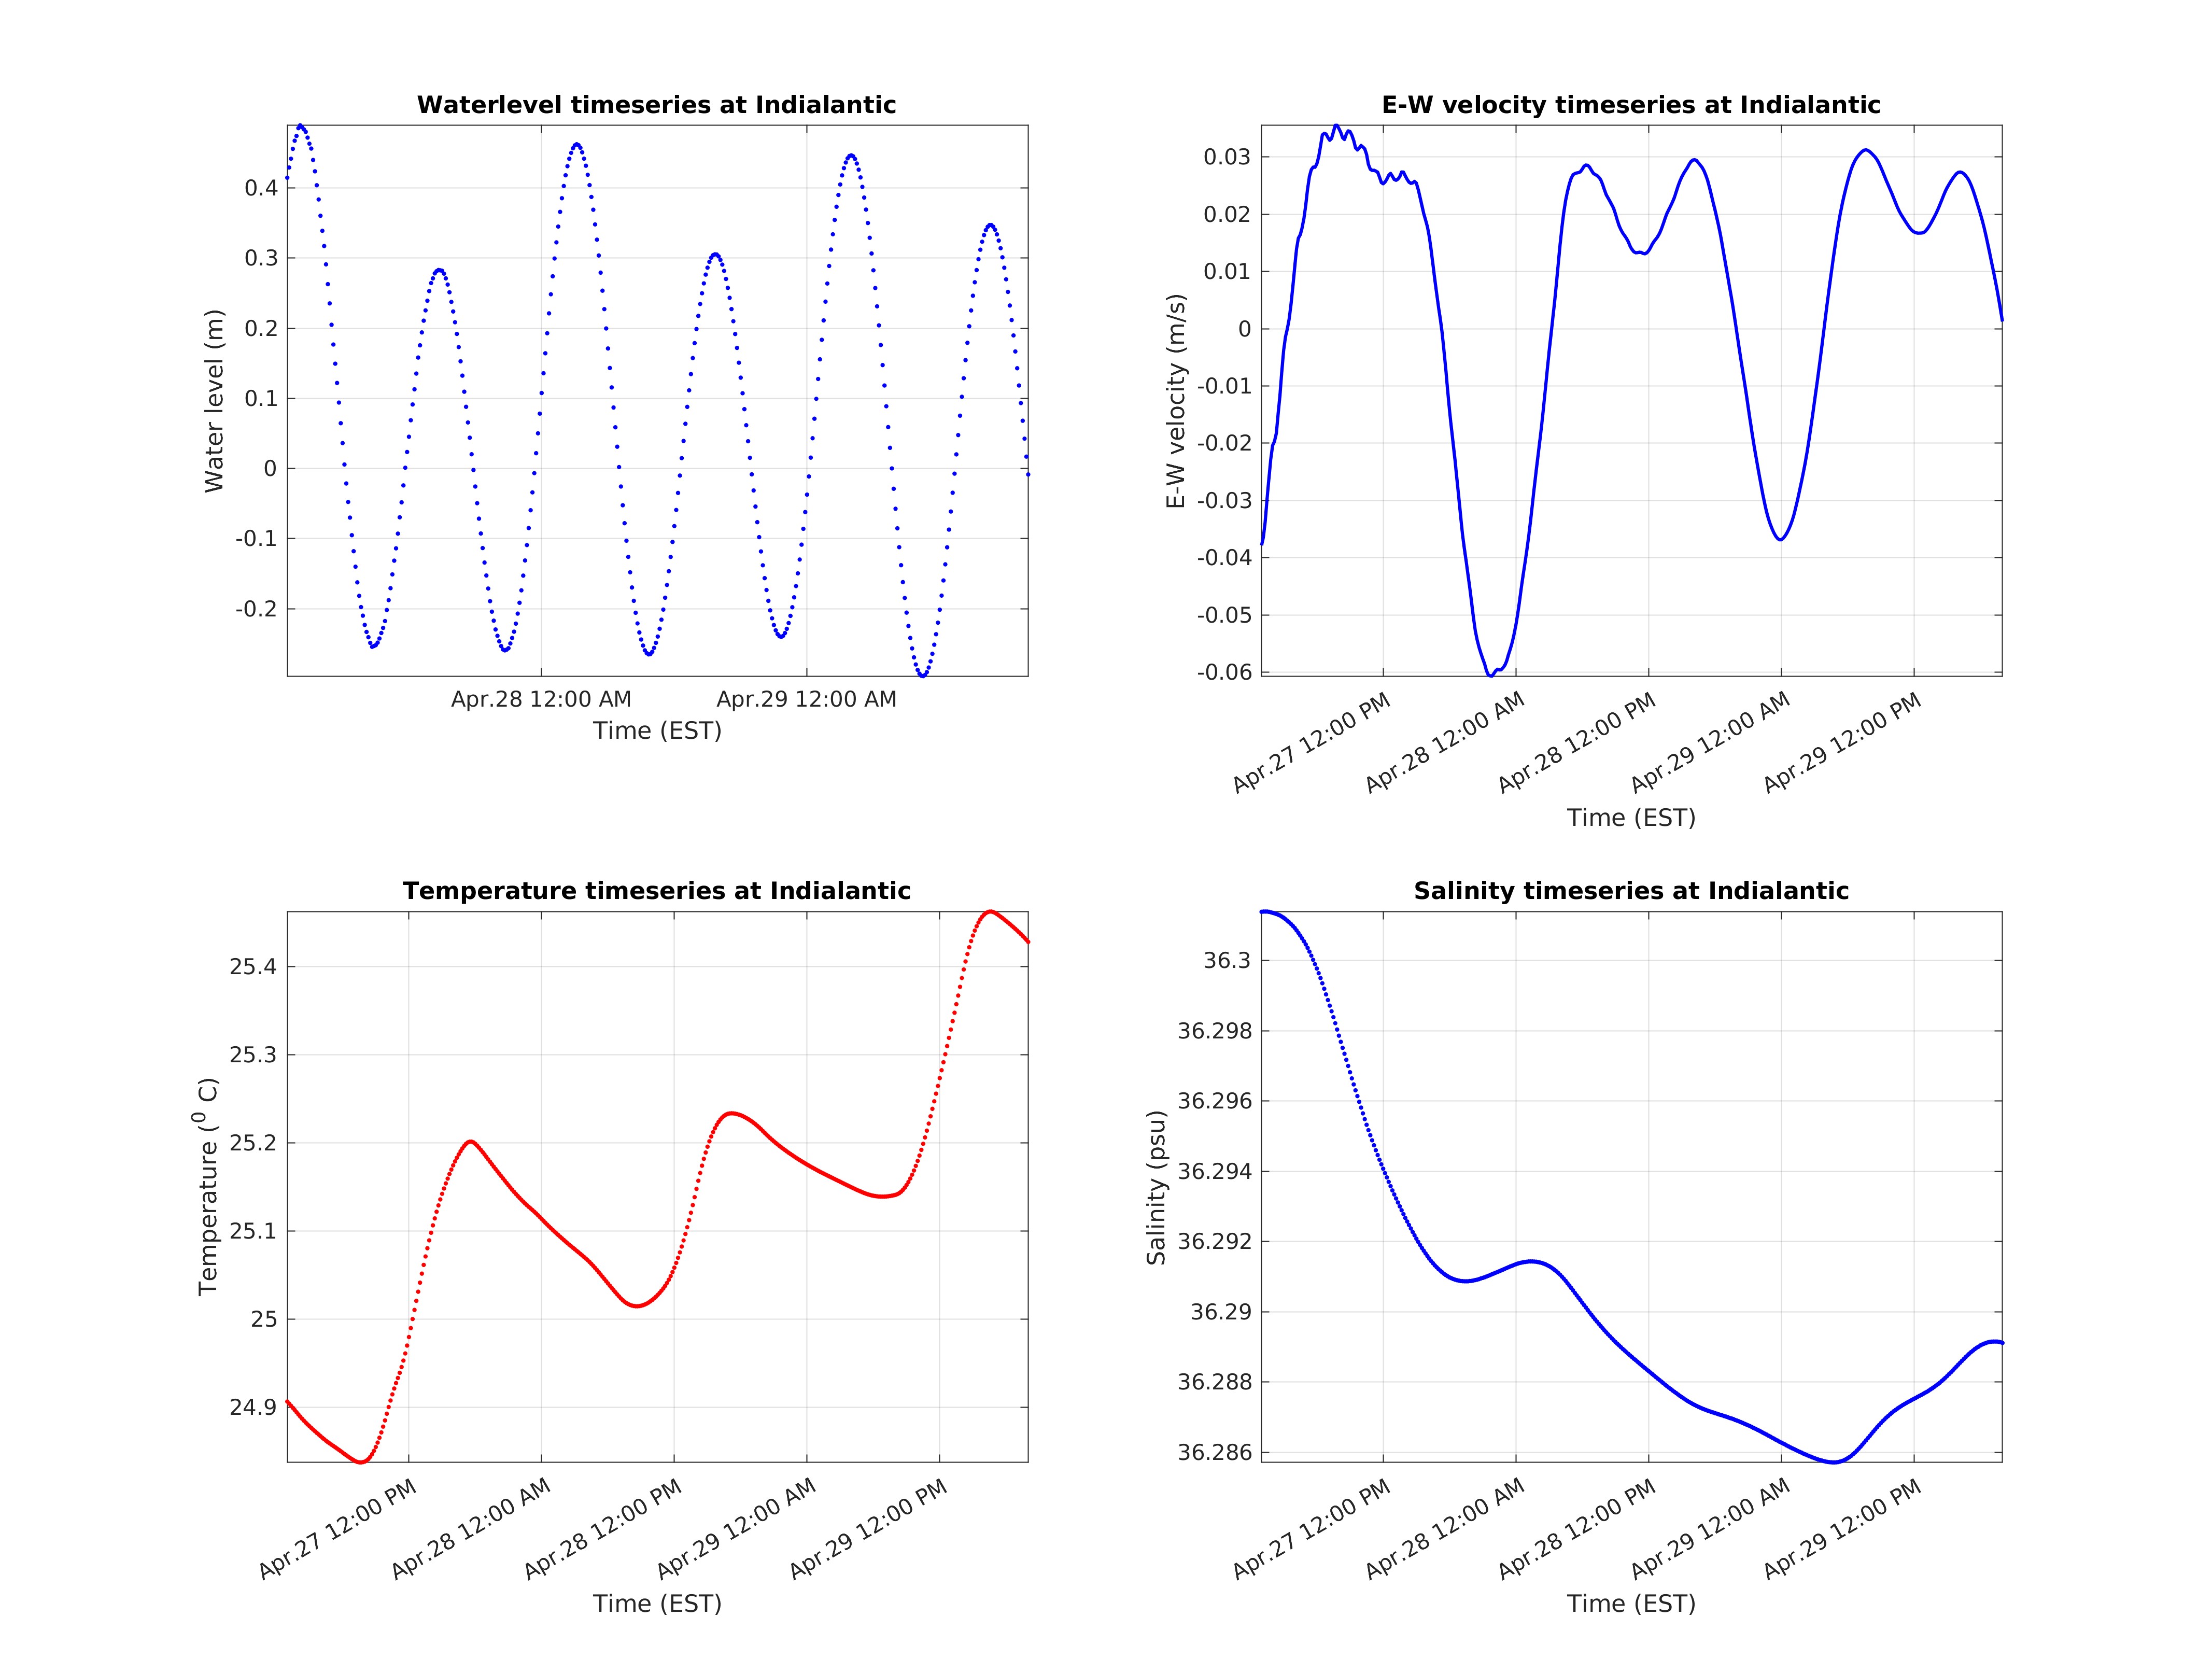 Waterlevel timeseries at Indialantic
0.4
0.3
0.2
0.1
0
-0.1
-0.2
Water level (m)
Apr.28 12:00 AM
Apr.29 12:00 AM
Time (EST)
E-W velocity timeseries at Indialantic
0.03
0.02
0.01
0
-0.01
-0.02
-0.03
-0.04
-0.05
-0.06
E-W velocity (m/s)
Apr.27 12:00 PM
Apr.28 12:00 AM
Apr.28 12:00 PM
Apr.29 12:00 AM
Apr.29 12:00 PM
Time (EST)
Temperature timeseries at Indialantic
25.4
25.3
25.2
25.1
25
24.9
Temperature (⁰ C)
Apr.27 12:00 PM
Apr.28 12:00 AM
Apr.28 12:00 PM
Apr.29 12:00 AM
Apr.29 12:00 PM
Time (EST)
Salinity timeseries at Indialantic
36.3
36.298
36.296
36.294
36.292
36.29
36.288
36.286
Salinity (psu)
Apr.27 12:00 PM
Apr.28 12:00 AM
Apr.28 12:00 PM
Apr.29 12:00 AM
Apr.29 12:00 PM
Time (EST)